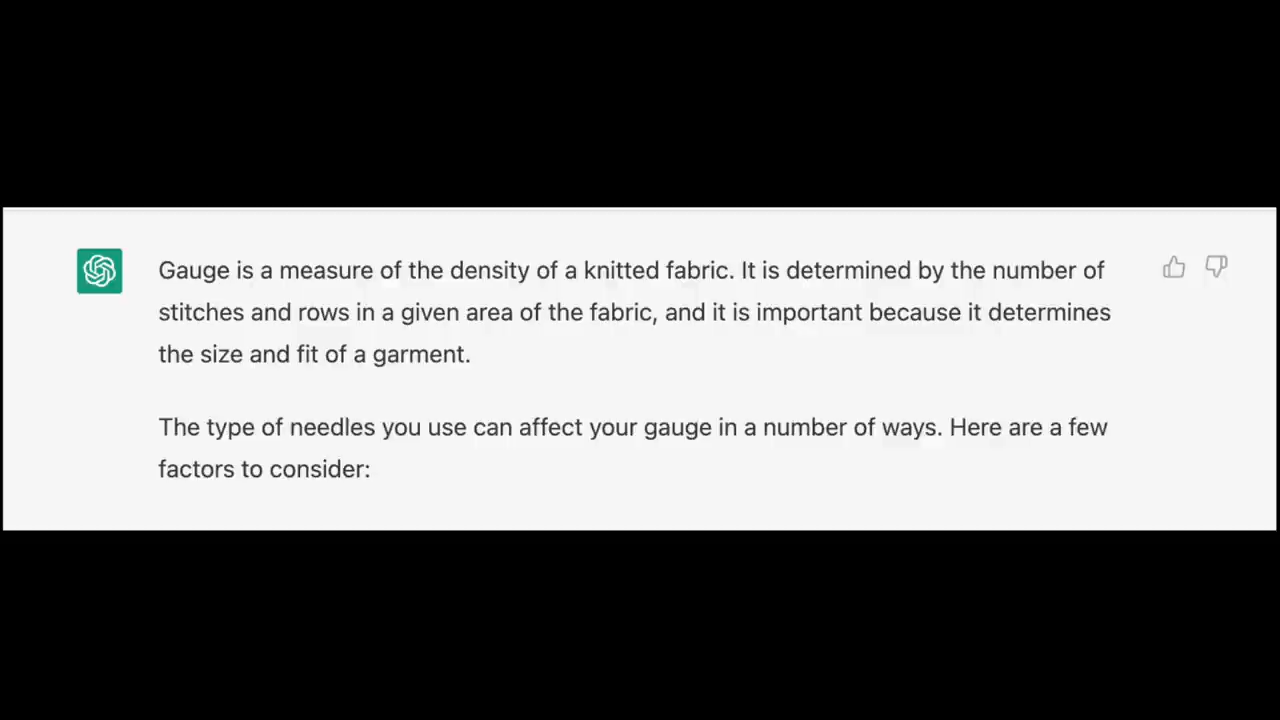 Gauge is a measure of the density of a knitted fabric. It is determined by the number of
stitches and rows in a given area of the fabric, and it is important because it determines
the size and fit of a garment.
The type of needles you use can affect your gauge in a number of ways. Here are a few
factors to consider: